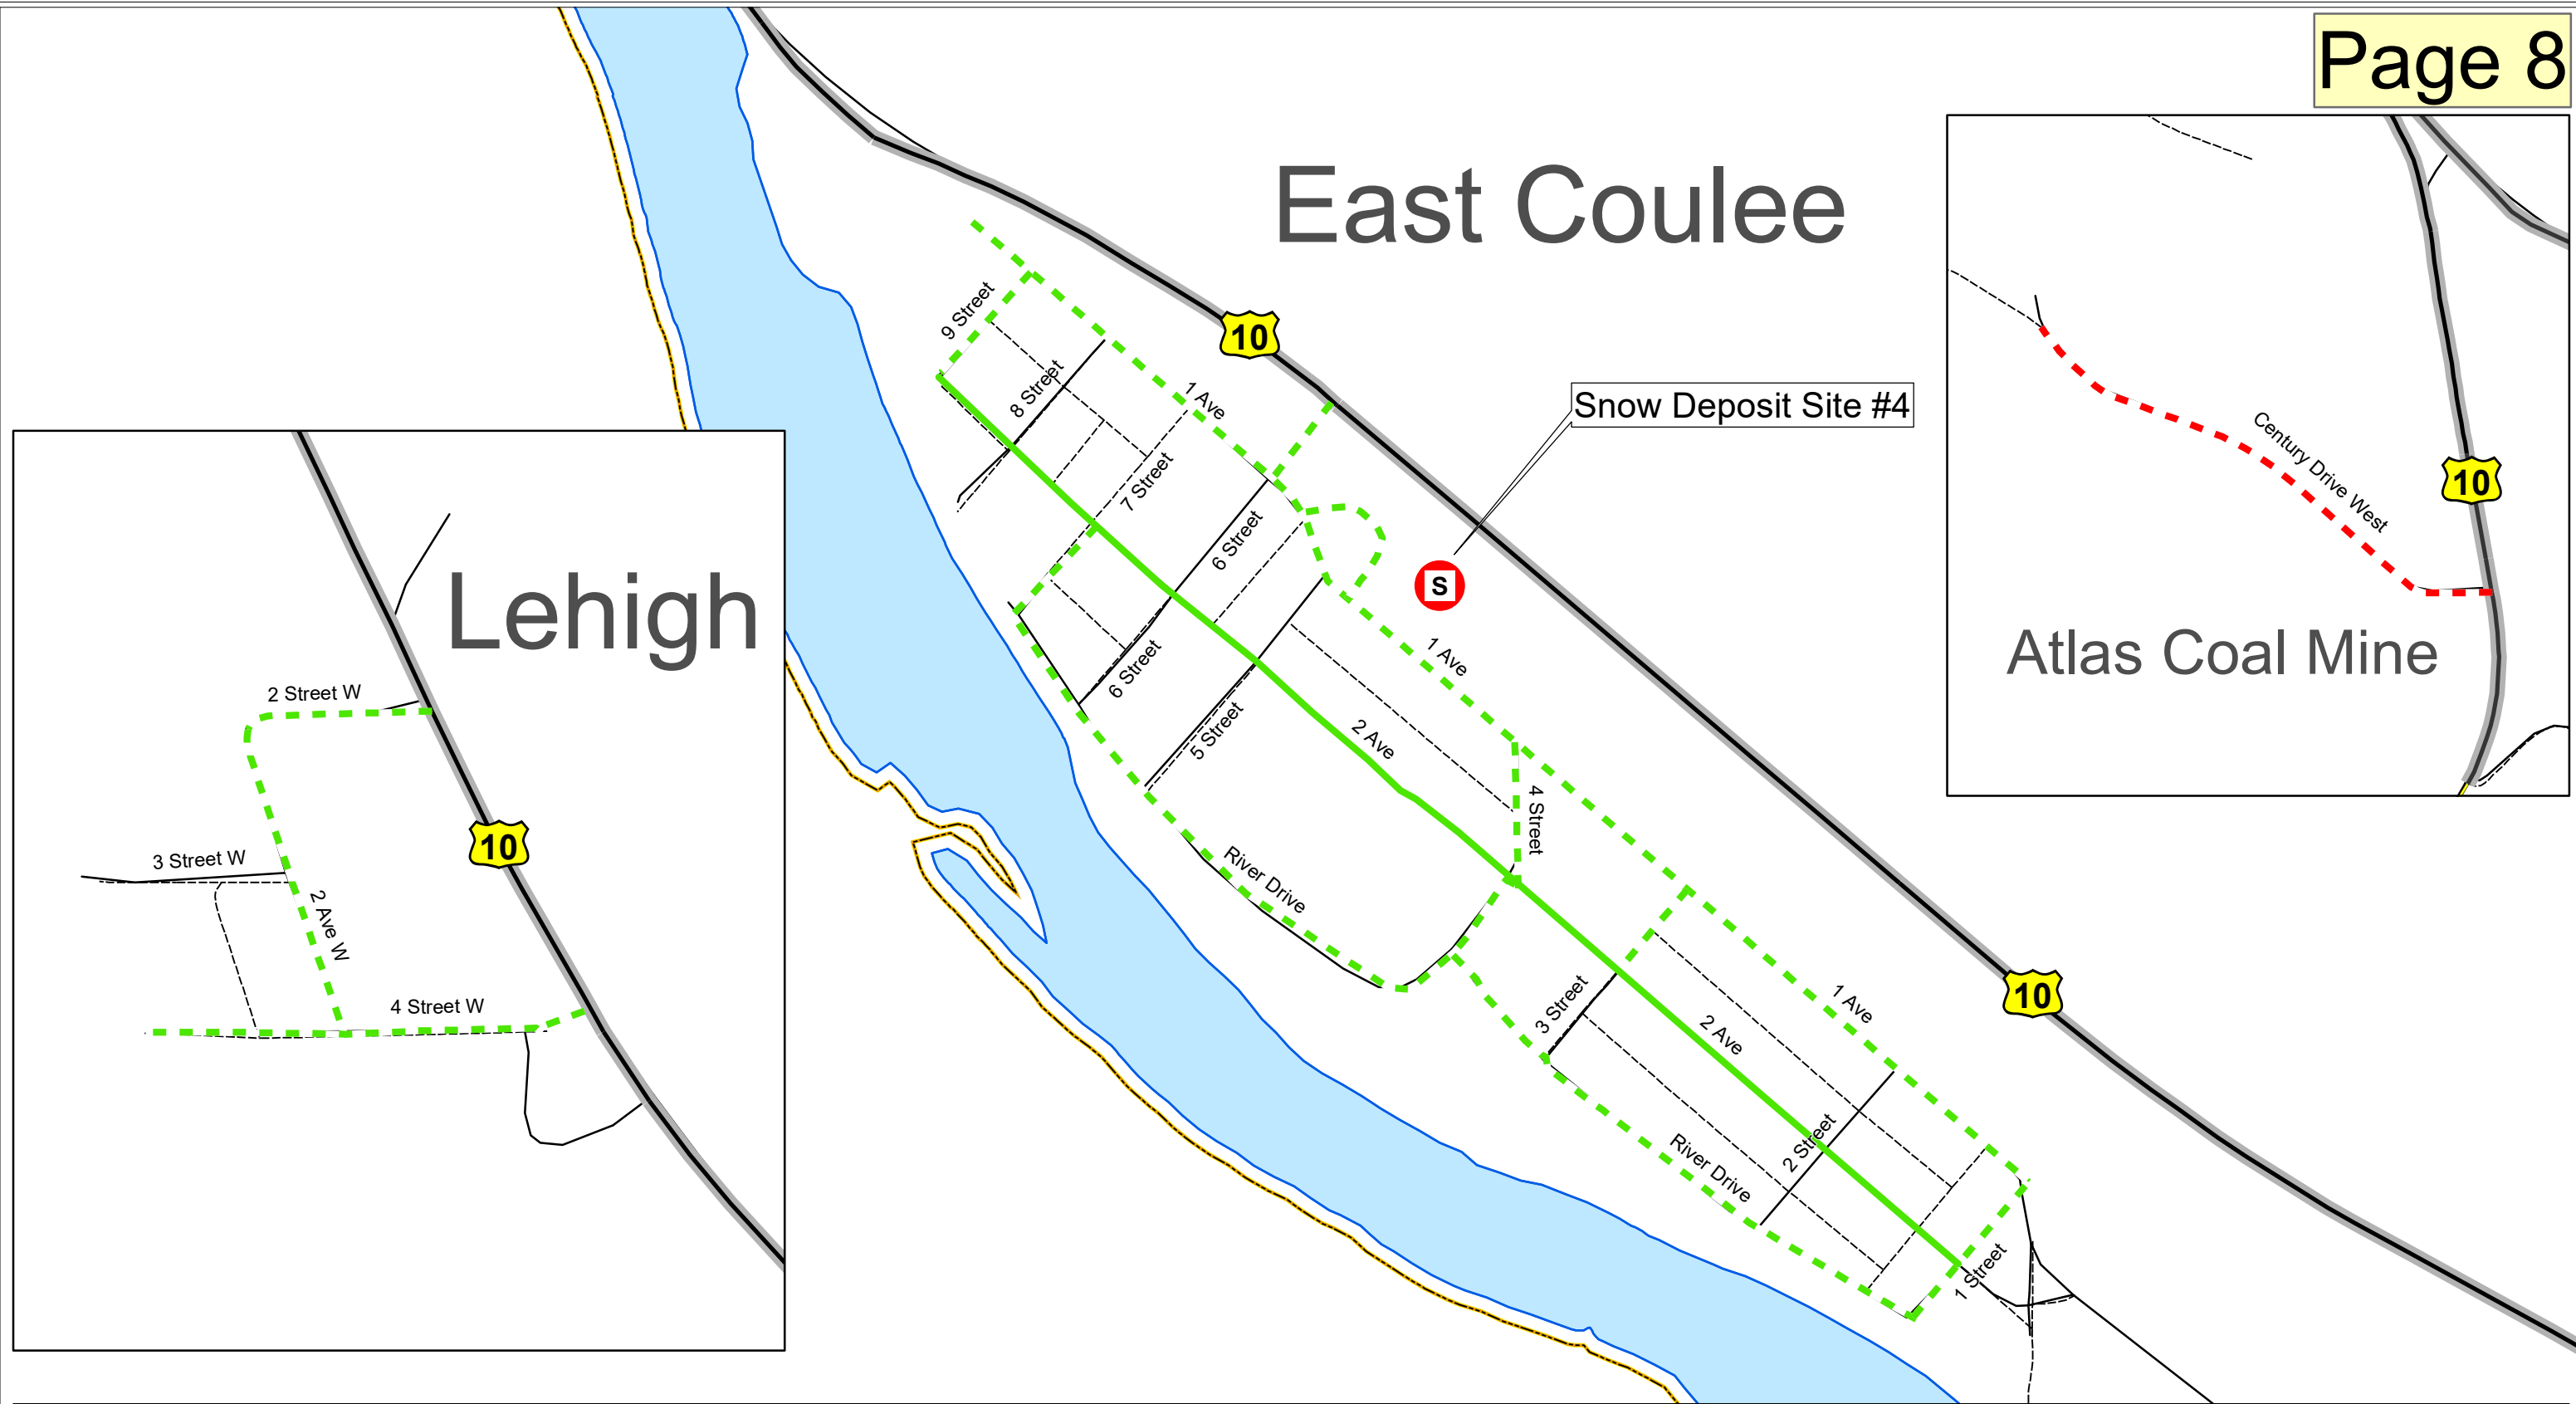 Page 8
East Coulee
10
9 Street
8 Street
1 Ave
7 Street
6 Street
Snow Deposit Site #4
S
6 Street
5 Street
1 Ave
2 Ave
4 Street
River Drive
3 Street
2 Ave
1 Ave
10
2 Street
River Drive
1 Street
Lehigh
2 Street W
10
3 Street W
2 Ave W
4 Street W
Century Drive West
10
Atlas Coal Mine